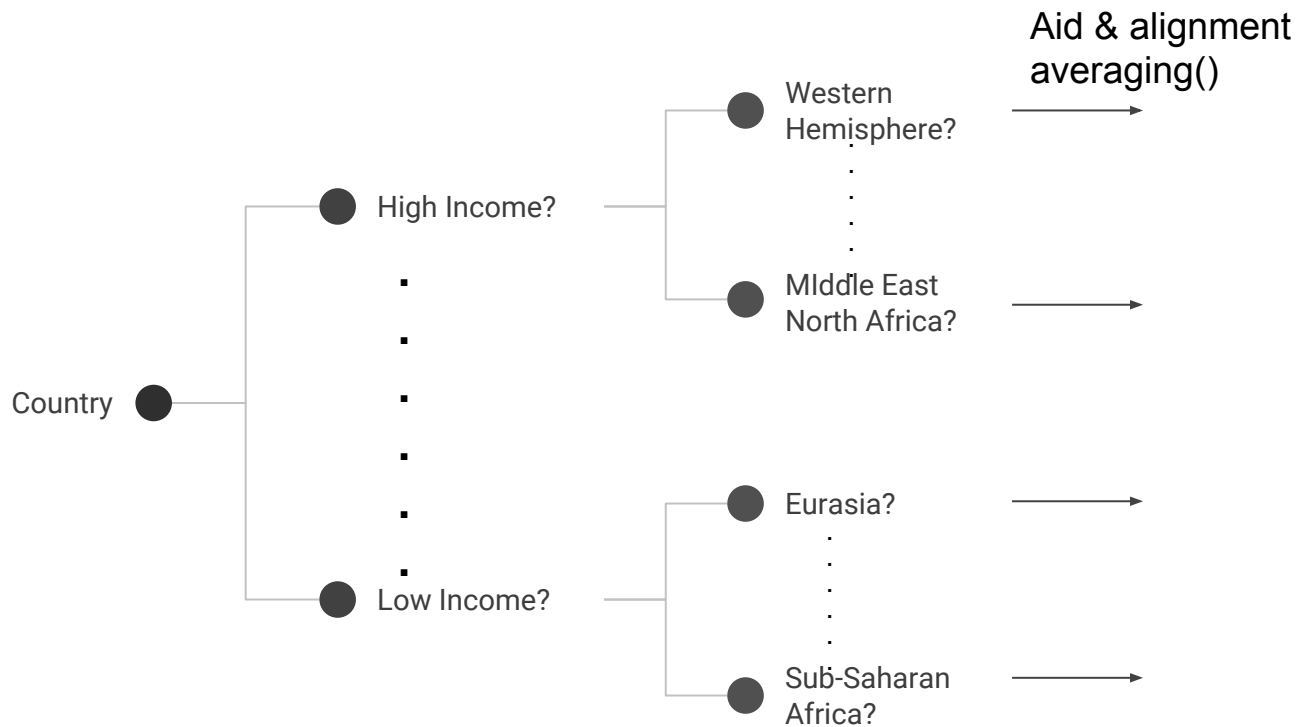 Aid & alignment
averaging()
Western
Hemisphere?
High Income?
MIddle East
North Africa?
Country
Eurasia?
Low Income?
Sub-Saharan
Africa?